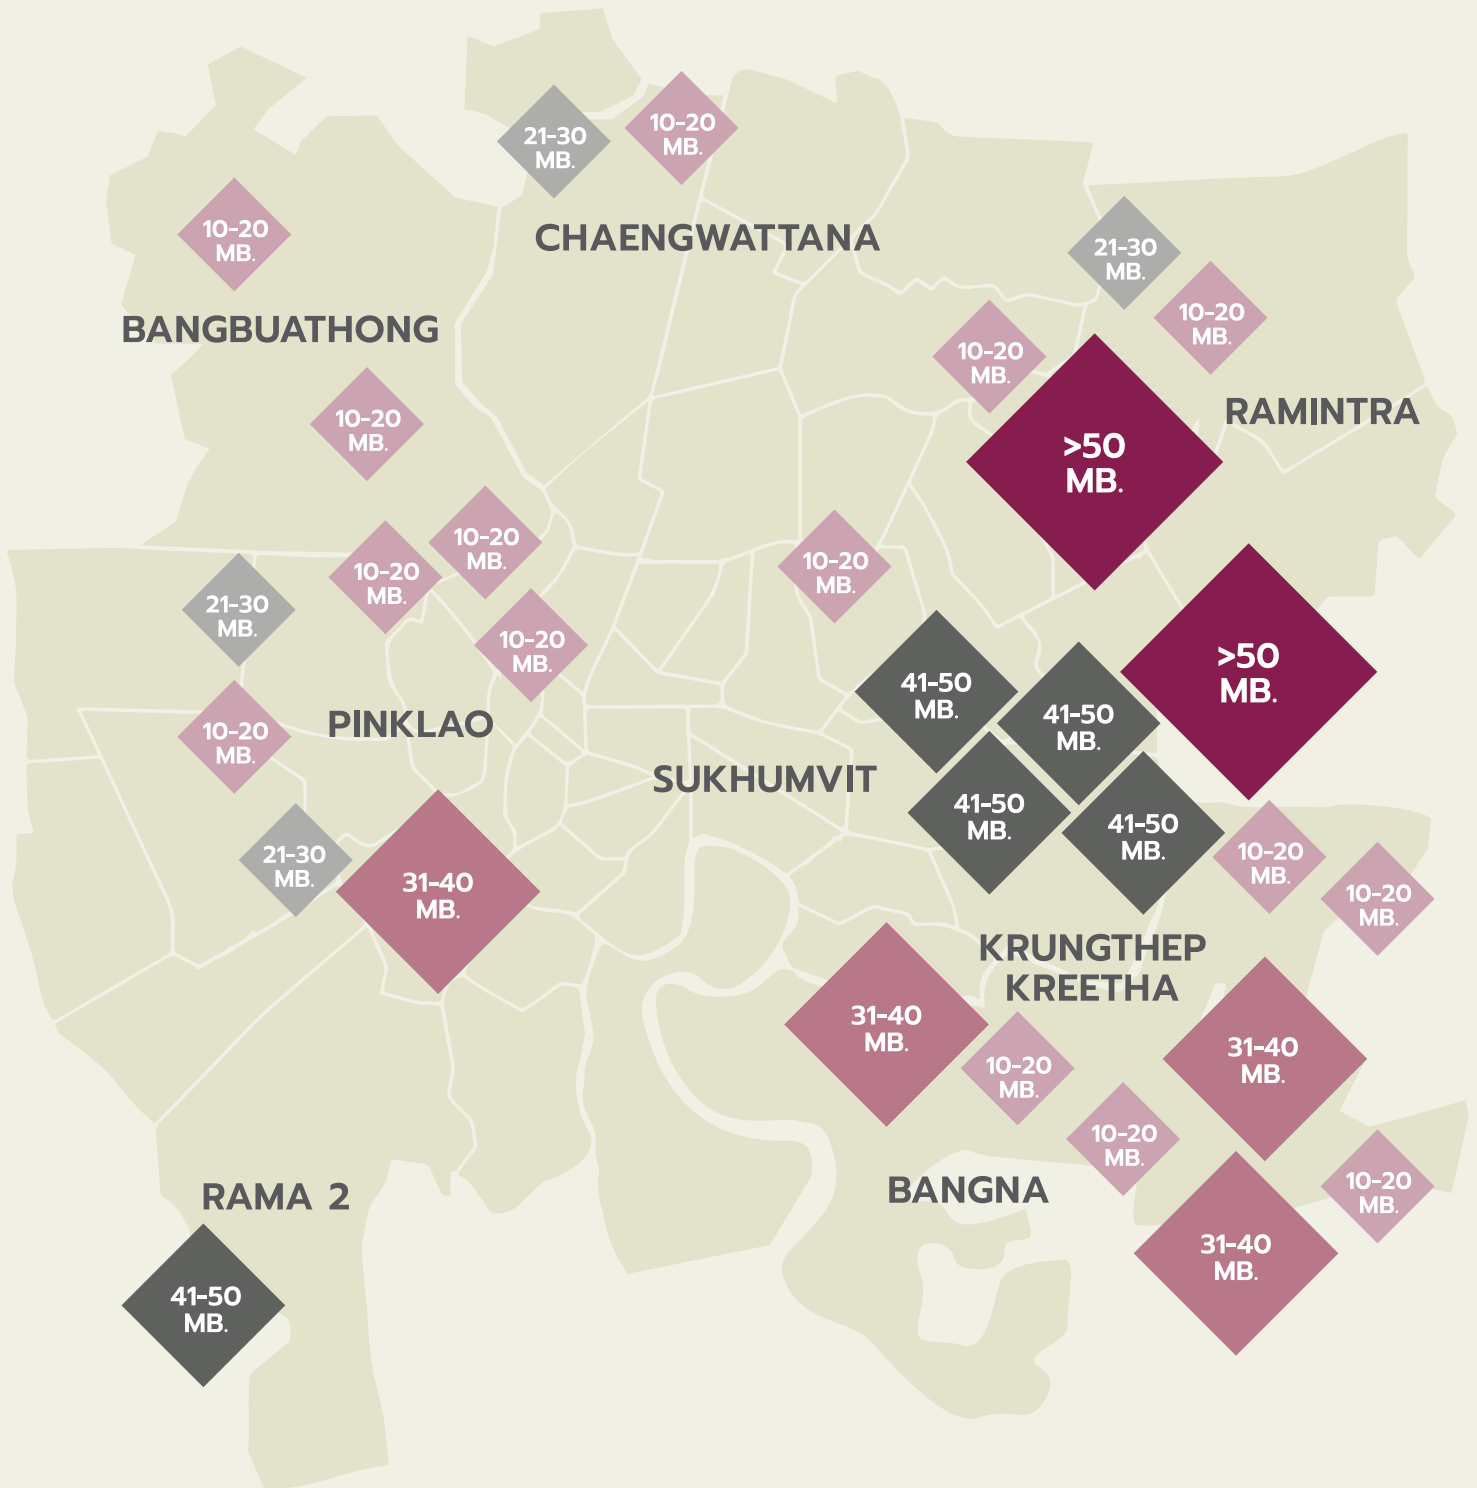 10-20
MB.
21-30
MB.
10-20
MB.
CHAENGWATTANA
BANGBUATHONG
21-30
MB.
10-20
MB.
10-20
MB.
RAMINTRA
10-20
MB.
>50
MB.
10-20
MB.
10-20
MB.
10-20
MB.
21-30
MB.
10-20
MB.
>50
MB.
10-20
MB.
PINKLAO
41-50
MB.
41-50
MB.
SUKHUMVIT
41-50
MB.
41-50
MB.
21-30
MB.
31-40
MB.
10-20
MB.
10-20
MB.
KRUNGTHEP
KREETHA
31-40
MB.
10-20
MB.
31-40
MB.
10-20
MB.
10-20
MB.
BANGNA
RAMA 2
31-40
MB.
41-50
MB.